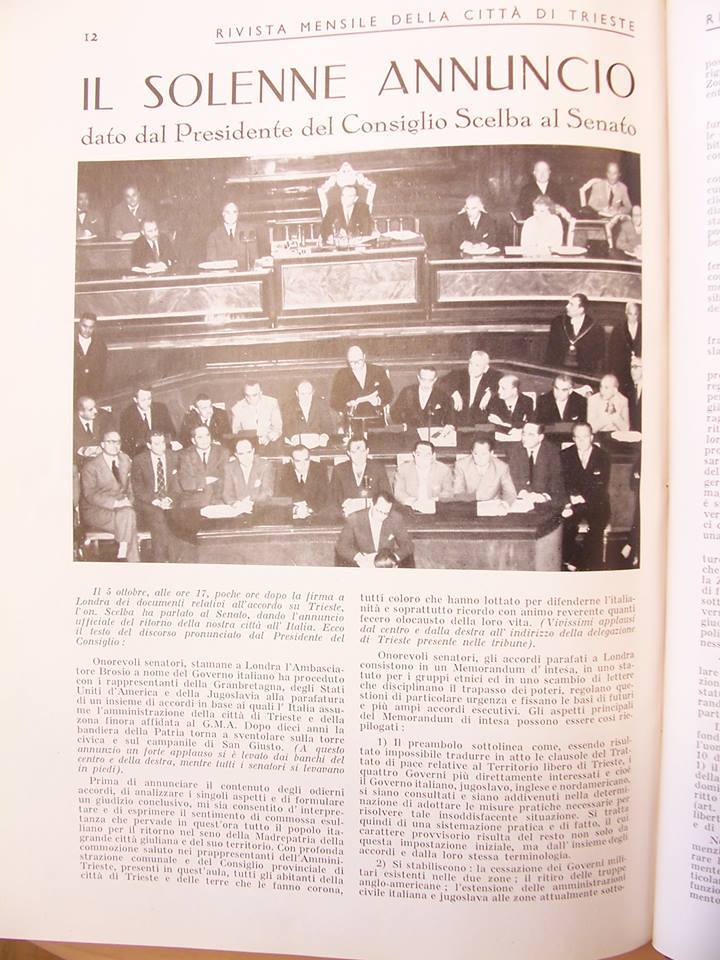 12
RIVISTA MENSILE DELLA CITTÀ DI TRIESTE
IL SOLENNE ANNUNCIO
dato dal Presidente del Consiglio Scelba al Senato
Il 5 ottobre, alle ore 17, poche ore dopo la firma a
Londra dei documenti relativi all'accordo su Trieste,
l'on. Scelba ha parlato al Senato, dando l'annuncio
ufficiale del ritorno della nostra città all'Italia. Ecco
il testo del discorso pronunciato dal Presidente del
Consiglio :
Onorevoli senatori, stamane a Londra l'Ambascia-
tore Brosio a nome del Governo italiano ha proceduto
con i rappresentanti della Granbretagna, degli Stati
Uniti d'America e della Jugoslavia alla parafatura
di un insieme di accordi in base ai quali l'Italia assu-
me l'amministrazione della città di Trieste e della
zona finora affidata al G.M.A. Dopo dieci anni la
bandiera della Patria torna a sventolare sulla torre
civica e sul campanile di San Giusto. (A questo
annunzio un forte applauso si è levato dai banchi del
centro e della destra, mentre tutti i senatori si levavano
in piedi).
Prima di annunciare il contenuto degli odierni
accordi, di analizzare i singoli aspetti e di formulare
un giudizio conclusivo, mi sia consentito d'interpre-
tare e di esprimere il sentimento di commossa esul-
tanza che pervade in quest'ora tutto il popolo ita-
liano per il ritorno nel seno della Madrepatria della
grande città giuliana e del suo territorio. Con profonda
commozione saluto nei rappresentanti dell'Ammini-
strazione comunale e del Consiglio provinciale di
Trieste, presenti in quest'aula, tutti gli abitanti della
città di Trieste e delle terre che le fanno corona,
tutti coloro che hanno lottato per difenderne l'italia-
nità e soprattutto ricordo con animo reverente quanti
fecero olocausto della loro vita. (Vivissimi applausi
dal centro e dalla destra all'indirizzo della delegazione
di Trieste presente nelle tribune).
Onorevoli senatori, gli accordi parafati a Londra
consistono in un Memorandum d'intesa, in uno sta-
tuto per i gruppi etnici ed in uno scambio di lettere
che disciplinano il trapasso dei poteri, regolano que-
stioni di particolare urgenza e fissano le basi di futuri
e più ampi accordi esecutivi. Gli aspetti principali
del Memorandum di intesa possono essere così rie-
pilogati :
1) Il preambolo sottolinea come, essendo risul-
tato impossibile tradurre in atto le clausole del Trat-
tato di pace relative al Territorio libero di Trieste, i
quattro Governi più direttamente interessati e cioè
il Governo italiano, jugoslavo, inglese e nordamericano,
si siano consultati e siano addivenuti nella determi-
nazione di adottare le misure pratiche necessarie per
risolvere tale insoddisfacente situazione. Si tratta
quindi di una sistemazione pratica e di fatto, il cui
carattere provvisorio risulta del resto non solo da
questa impostazione iniziale, ma dall'insieme degli
accordi e dalla loro stessa terminologia.
2) Si stabiliscono : la cessazione dei Governi mili-
tari esistenti nelle due zone ; il ritiro delle truppe
anglo-americane ; l'estensione delle amministrazioni
civile italiana e jugoslava alle zone attualmente sotto-